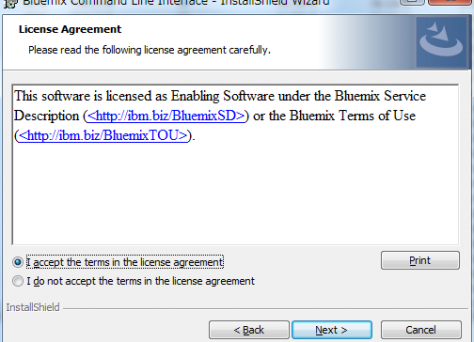 Bluemix Command Line Interface - InstallShield Wizard
License Agreement
Please read the following license agreement carefully.
This software is licensed as Enabling Software under the Bluemix Service
Description (<http://ibm.biz/BluemixSD>) or the Bluemix Terms of Use
(<http://ibm.biz/BluemixTOU>).
I accept the terms in the license agreement
Print
I do not accept the terms in the license agreement
InstallShield
< Back
Next >
Cancel